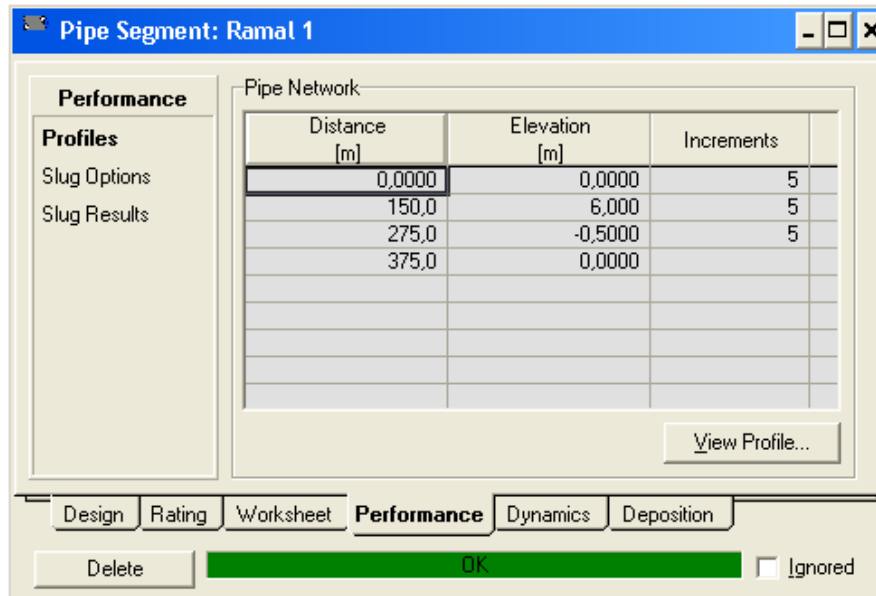 Pipe Segment: Ramal 1
Performance
Profiles
Slug Options
Slug Results
Pipe Network
Distance [m] Elevation [m] Increments
0,0000 0,0000 5
150,0 6,000 5
275,0 -0,5000 5
375,0 0,0000
View Profile...
Design Rating Worksheet Performance Dynamics Deposition
Delete OK Ignored